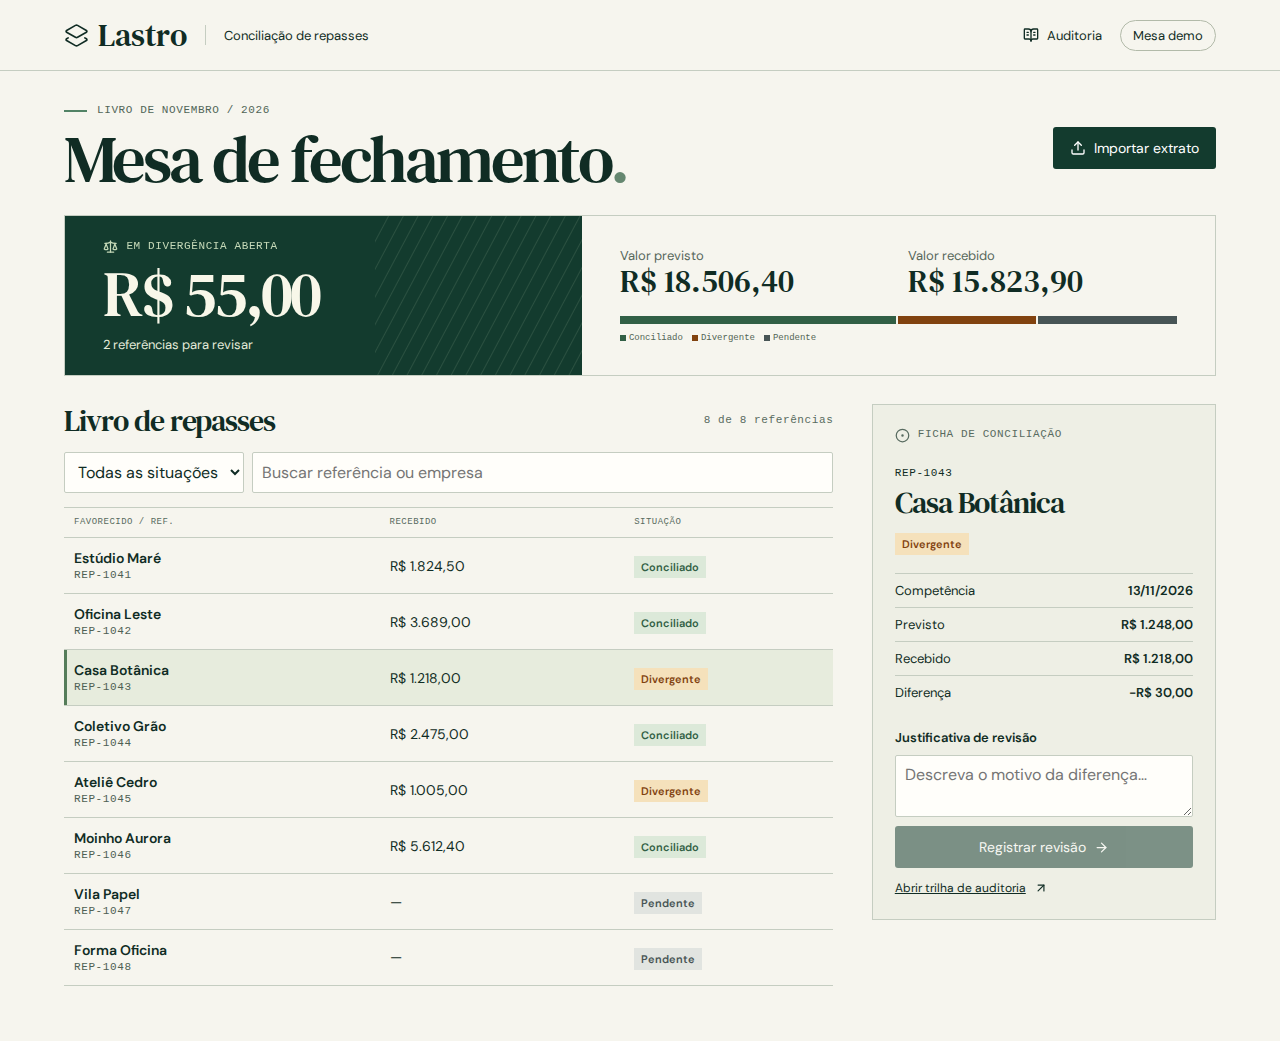 Lastro
Conciliação de repasses
Auditoria
Mesa demo
LIVRO DE NOVEMBRO / 2026
Mesa de fechamento.
Importar extrato
EM DIVERGÊNCIA ABERTA
R$ 55,00
2 referências para revisar
Valor previsto
R$ 18.506,40
Valor recebido
R$ 15.823,90
Conciliado
Divergente
Pendente
Livro de repasses
8 de 8 referências
Todas as situações
Buscar referência ou empresa
FAVORECIDO / REF.
RECEBIDO
SITUAÇÃO
Estúdio Maré
REP-1041
R$ 1.824,50
Conciliado
Oficina Leste
REP-1042
R$ 3.689,00
Conciliado
Casa Botânica
REP-1043
R$ 1.218,00
Divergente
Coletivo Grão
REP-1044
R$ 2.475,00
Conciliado
Ateliê Cedro
REP-1045
R$ 1.005,00
Divergente
Moinho Aurora
REP-1046
R$ 5.612,40
Conciliado
Vila Papel
REP-1047
—
Pendente
Forma Oficina
REP-1048
—
Pendente
FICHA DE CONCILIAÇÃO
REP-1043
Casa Botânica
Divergente
Competência
13/11/2026
Previsto
R$ 1.248,00
Recebido
R$ 1.218,00
Diferença
-R$ 30,00
Justificativa de revisão
Descreva o motivo da diferença...
Registrar revisão
Abrir trilha de auditoria